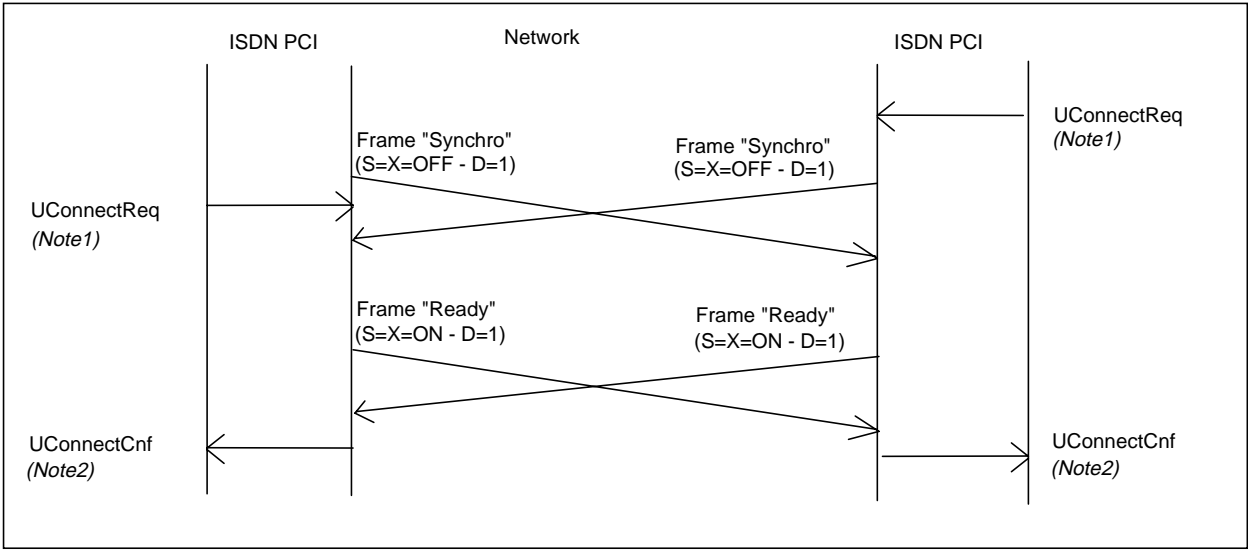 ISDN PCI
Network
ISDN PCI
UConnectReq
(Note1)
Frame "Synchro"
(S=X=OFF - D=1)
Frame "Synchro"
(S=X=OFF - D=1)
UConnectReq
(Note1)
Frame "Ready"
(S=X=ON - D=1)
Frame "Ready"
(S=X=ON - D=1)
UConnectCnf
(Note2)
UConnectCnf
(Note2)